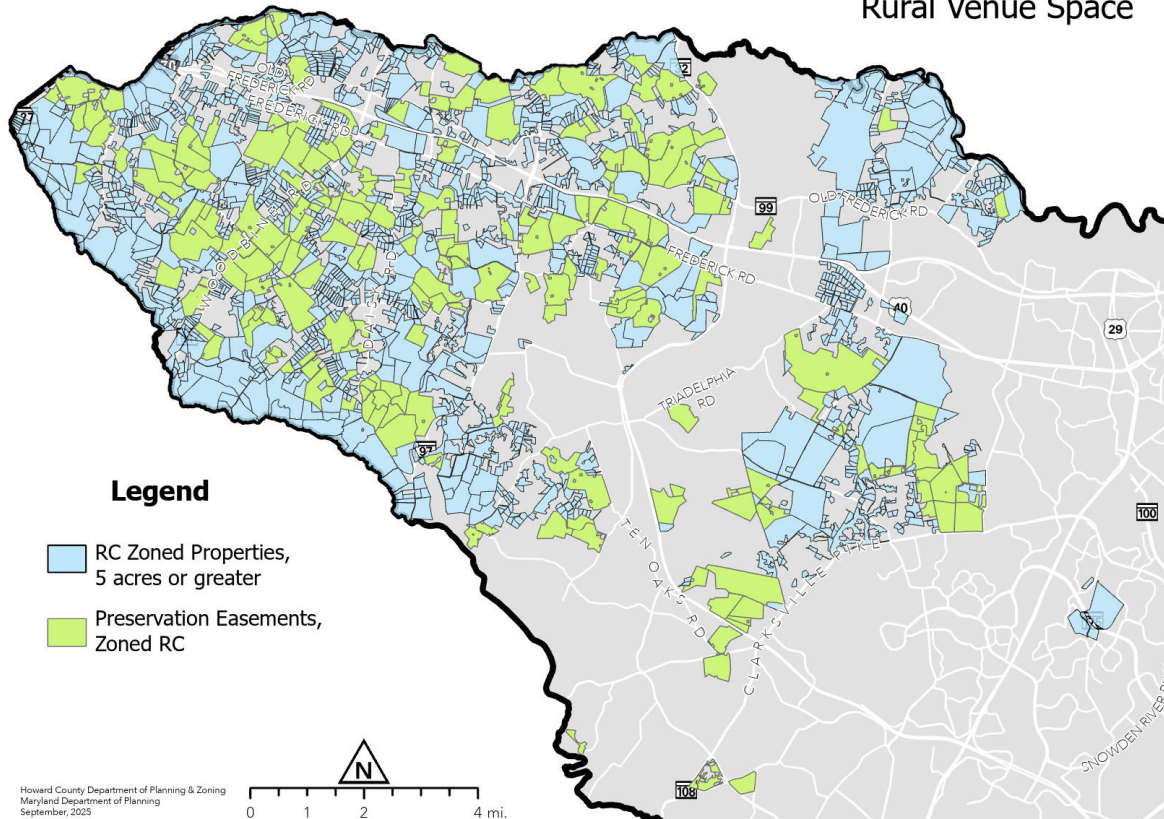 Rural Venue Space
OLD
FREDERICK RD
FREDERICK RD
99
OLD FREDERICK RD
WOODBINE RD
FREDERICK RD
40
29
TRIADELPHIA
RD
97
100
Legend
RC Zoned Properties,
5 acres or greater
TEN OAKS RD
CLARKSVILLE PIKE
Preservation Easements,
Zoned RC
SNOWDEN RIVER
N
108
Howard County Department of Planning & Zoning
Maryland Department of Planning
September, 2025
0 1 2 4 mi.